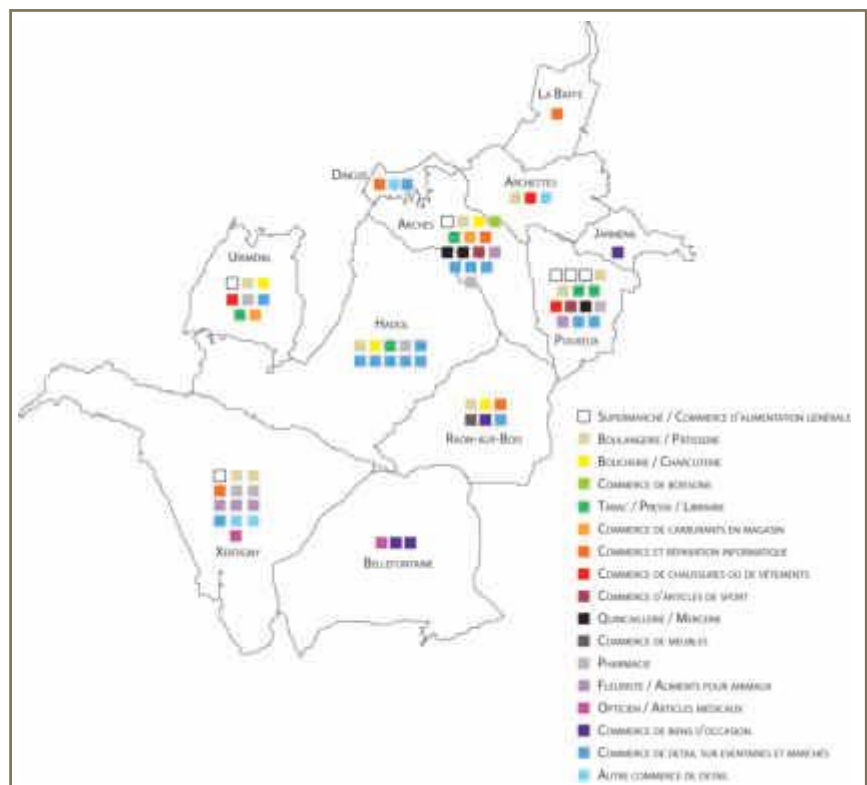 LA BAFFE
DINOZÉ
ARCHETTES
ARCHES
JARMÉNIL
URIMÉNIL
HADOL
POUXEUX
RAON-AUX-BOIS
XERTIGNY
BELLEFONTAINE
SUPERMARCHÉ / COMMERCE D'ALIMENTATION GÉNÉRALE
BOULANGERIE / PÂTISSERIE
BOUCHERIE / CHARCUTERIE
COMMERCE DE BOISSONS
TABAC / PRESSE / LIBRAIRIE
COMMERCE DE CARBURANTS EN MAGASIN
COMMERCE ET RÉPARATION INFORMATIQUE
COMMERCE DE CHAUSSURES OU DE VÊTEMENTS
COMMERCE D'ARTICLES DE SPORT
QUINCAILLERIE / MERCERIE
COMMERCE DE MEUBLES
PHARMACIE
FLEURISTE / ALIMENTS POUR ANIMAUX
OPTICIEN / ARTICLES MÉDICAUX
COMMERCE DE BIENS D'OCCASION
COMMERCE DE DÉTAIL SUR ÉVENTAIRES ET MARCHÉS
AUTRE COMMERCE DE DÉTAIL